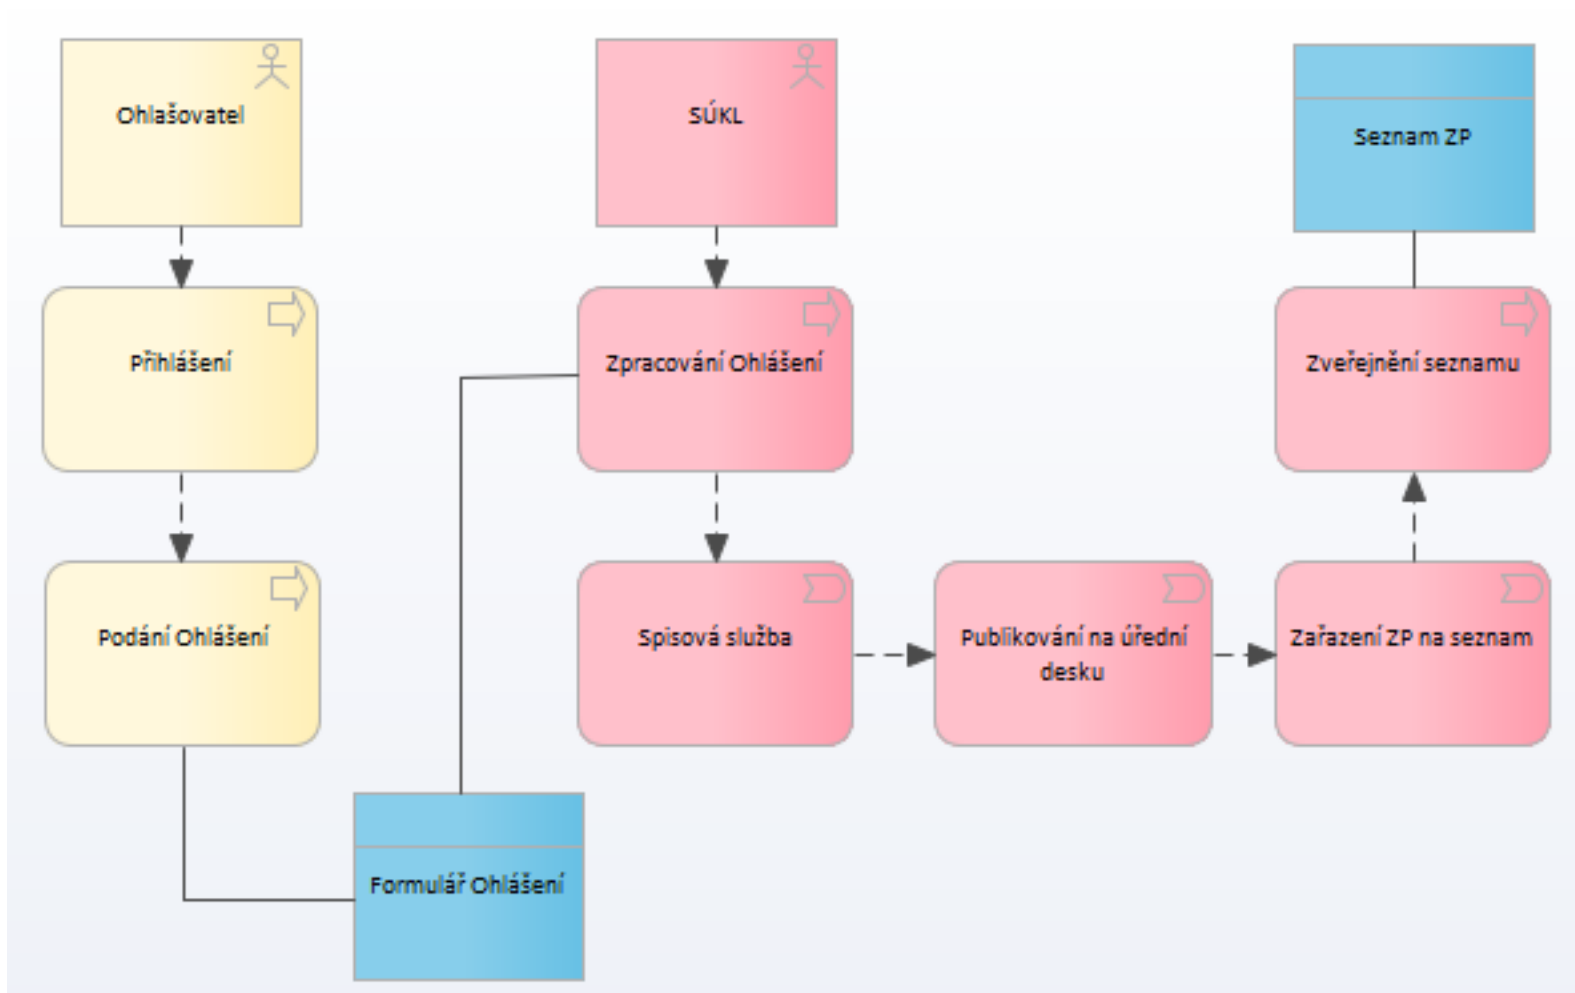 Ohlašovatel
SÚKL
Seznam ZP
Přihlášení
Zpracování Ohlášení
Zveřejnění seznamu
Podání Ohlášení
Spisová služba
Publikování na úřední
desku
Zařazení ZP na seznam
Formulář Ohlášení